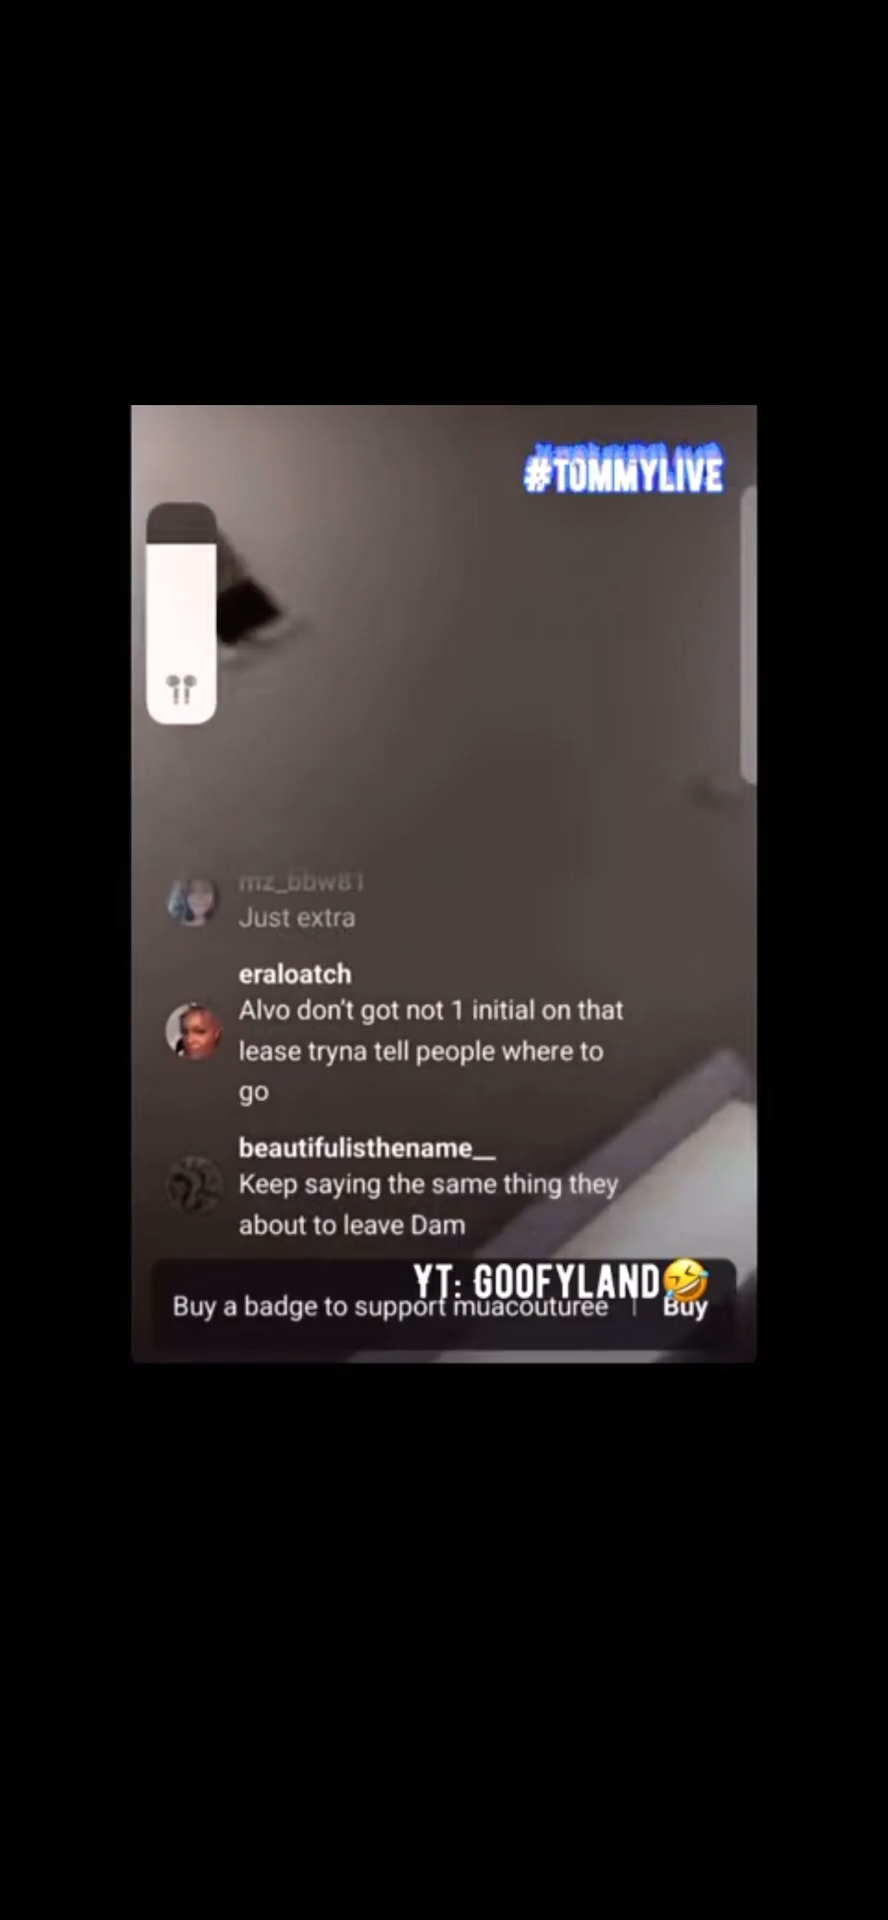 #TOMMYLIVE
mz_bbw81
Just extra
eraloatch
Alvo don't got not 1 initial on that
lease tryna tell people where to
go
beautifulisthename__
Keep saying the same thing they
about to leave Dam
YT: GOOFYLAND🤣
Buy a badge to support muacouturee | Buy